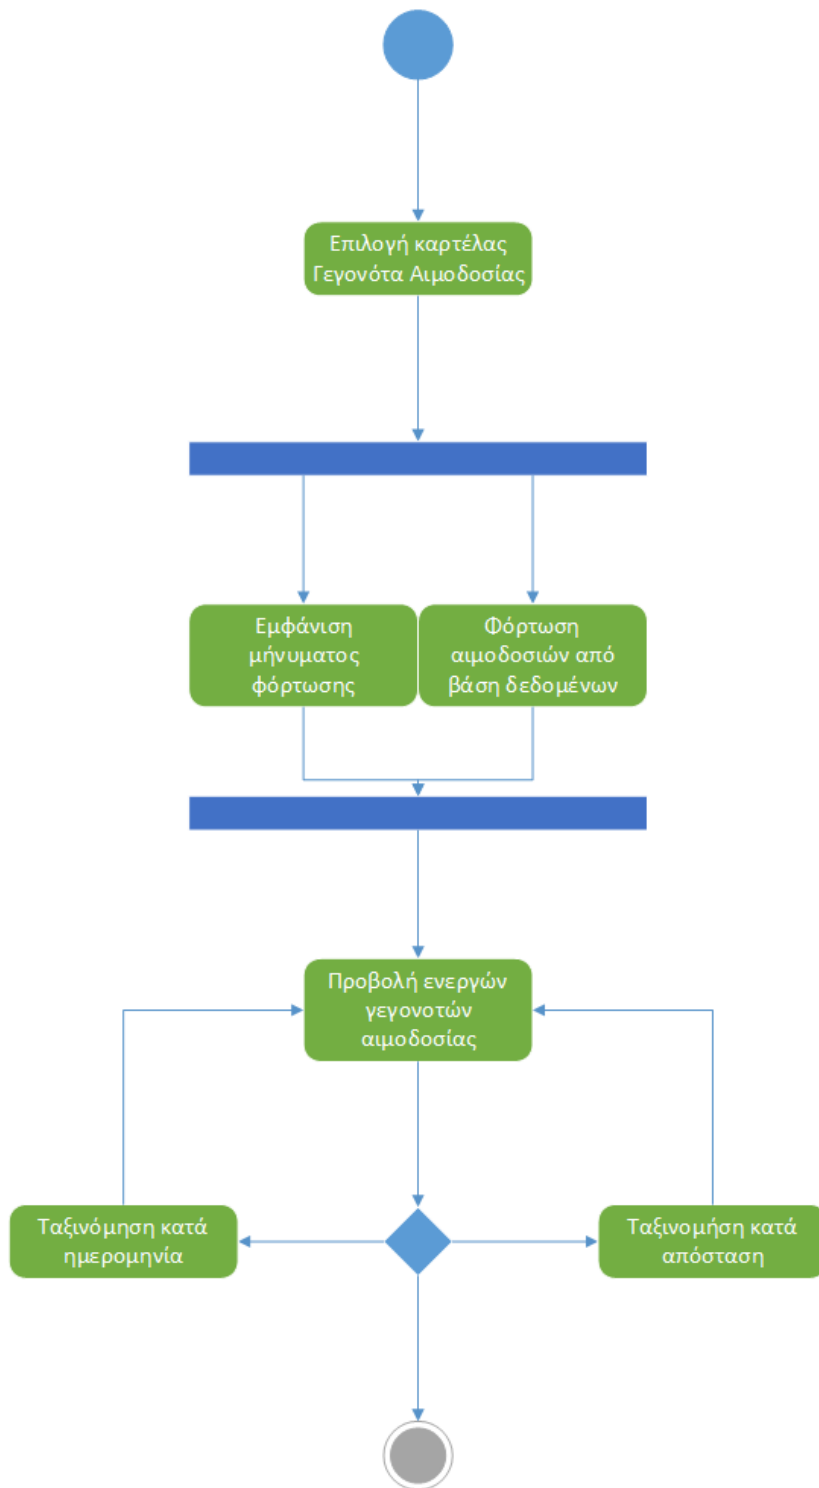 Επιλογή καρτέλας
Γεγονότα Αιμοδοσίας
Εμφάνιση
μήνυματος
φόρτωσης
Φόρτωση
αιμοδοσιών από
βάση δεδομένων
Προβολή ενεργών
γεγονοτών
αιμοδοσίας
Ταξινόμηση κατά
ημερομηνία
Ταξινομήση κατά
απόσταση